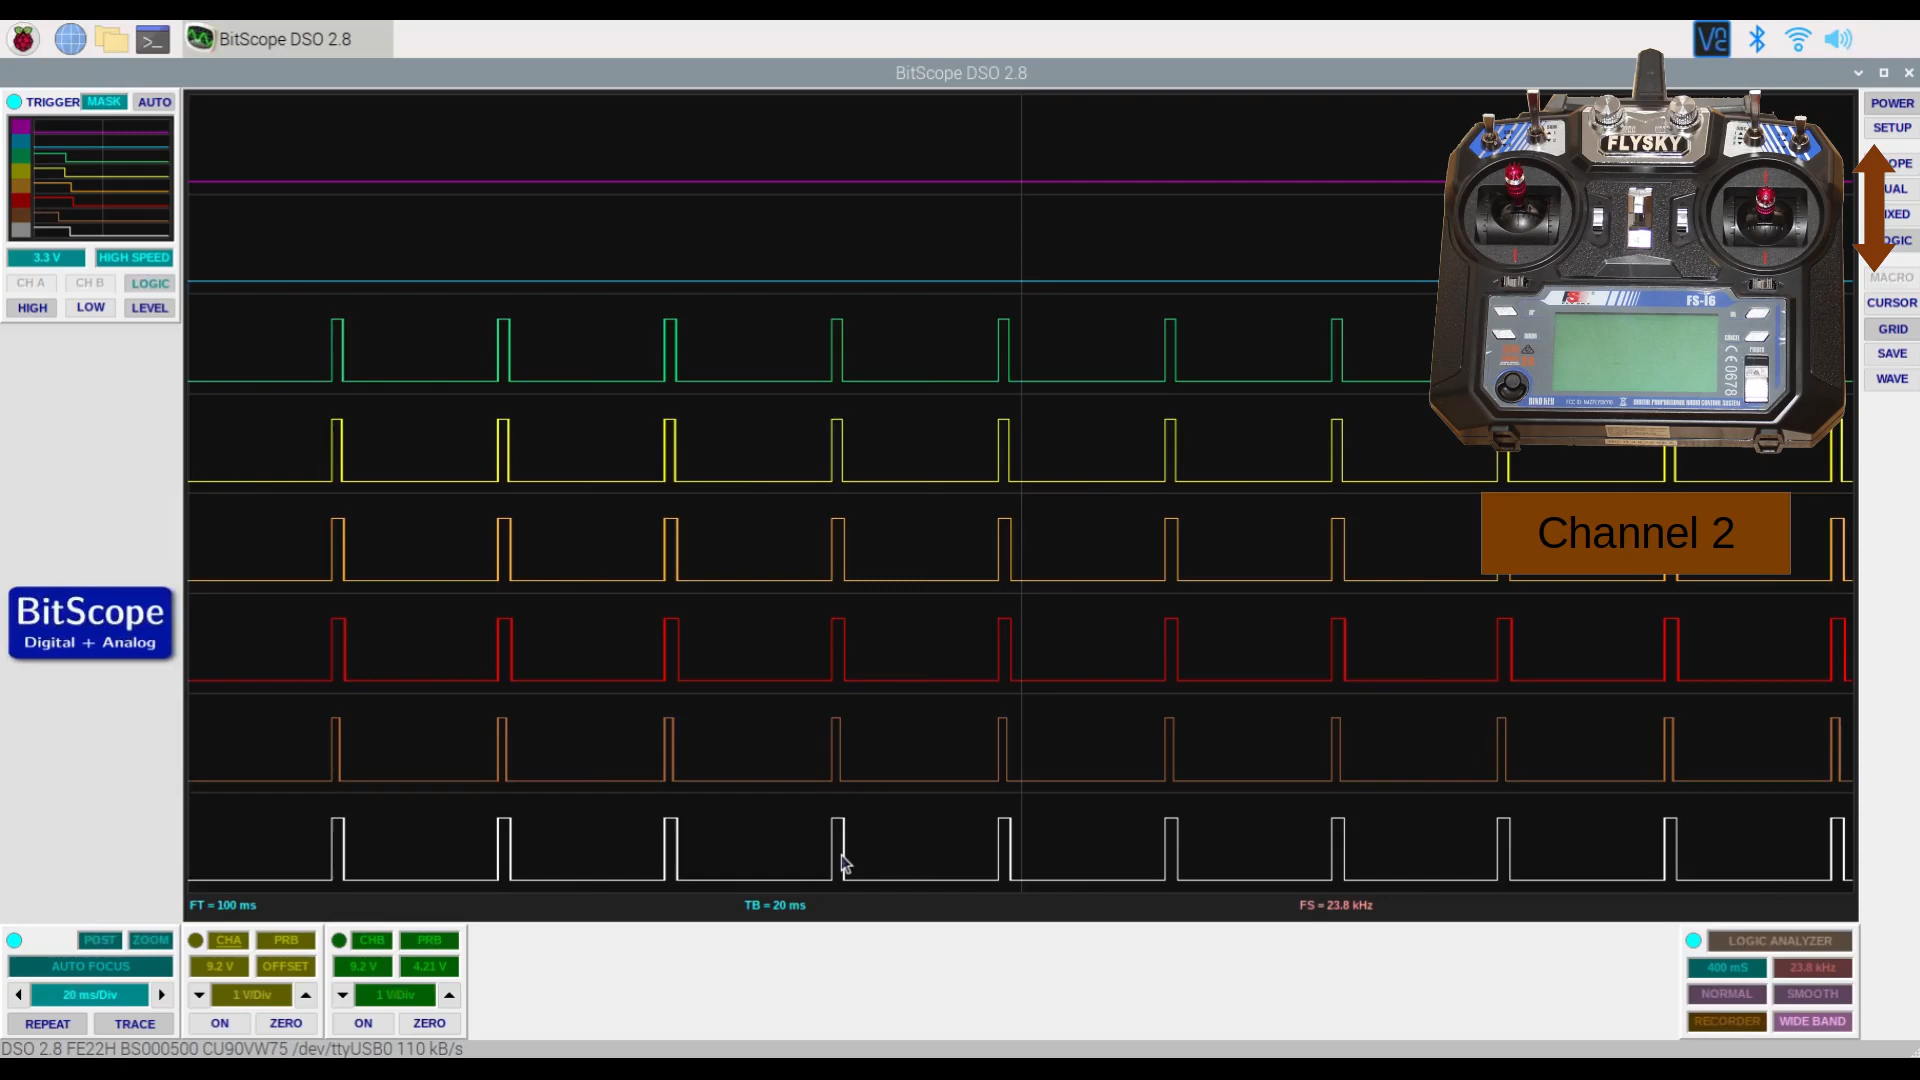 BitScope DSO 2.8
BitScope DSO 2.8
TRIGGER MASK AUTO
3.3 V HIGH SPEED
CH A CH B LOGIC
HIGH LOW LEVEL
BitScope
Digital + Analog
FLYSKY
FS-i6
BIND KEY
CE0678
Channel 2
POWER
SETUP
MACRO
CURSOR
GRID
SAVE
WAVE
FT = 100 ms TB = 20 ms FS = 23.8 kHz
POST ZOOM
AUTO FOCUS
20 ms/Div
REPEAT TRACE
CHA PRB
9.2 V OFFSET
1 V/Div
ON ZERO
CHB PRB
9.2 V 4.21 V
1 V/Div
ON ZERO
LOGIC ANALYZER
400 mS 23.8 kHz
NORMAL SMOOTH
RECORDER WIDE BAND
DSO 2.8 FE22H BS000500 CU90VW75 /dev/ttyUSB0 110 kB/s